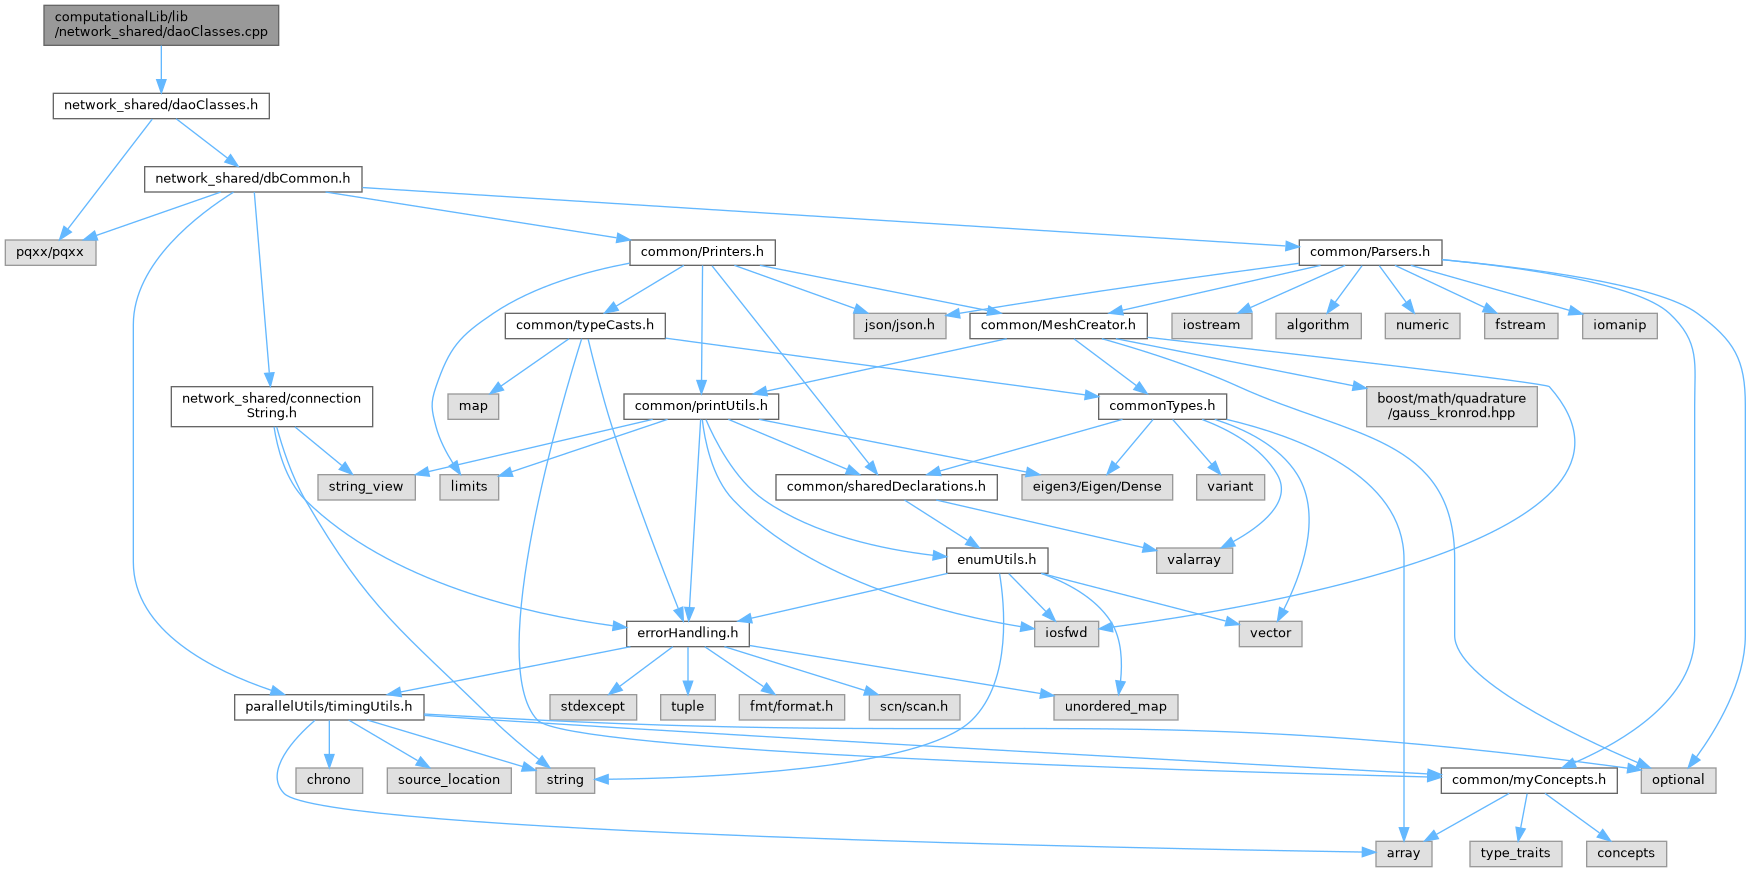 computationalLib/lib
/network_shared/daoClasses.cpp
network_shared/daoClasses.h
network_shared/dbCommon.h
pqxx/pqxx
common/Printers.h
common/Parsers.h
common/typeCasts.h
json/json.h
common/MeshCreator.h
iostream
algorithm
numeric
fstream
iomanip
network_shared/connection
String.h
map
common/printUtils.h
commonTypes.h
boost/math/quadrature
/gauss_kronrod.hpp
string_view
limits
common/sharedDeclarations.h
eigen3/Eigen/Dense
variant
enumUtils.h
valarray
errorHandling.h
iosfwd
vector
parallelUtils/timingUtils.h
stdexcept
tuple
fmt/format.h
scn/scan.h
unordered_map
chrono
source_location
string
common/myConcepts.h
optional
array
type_traits
concepts